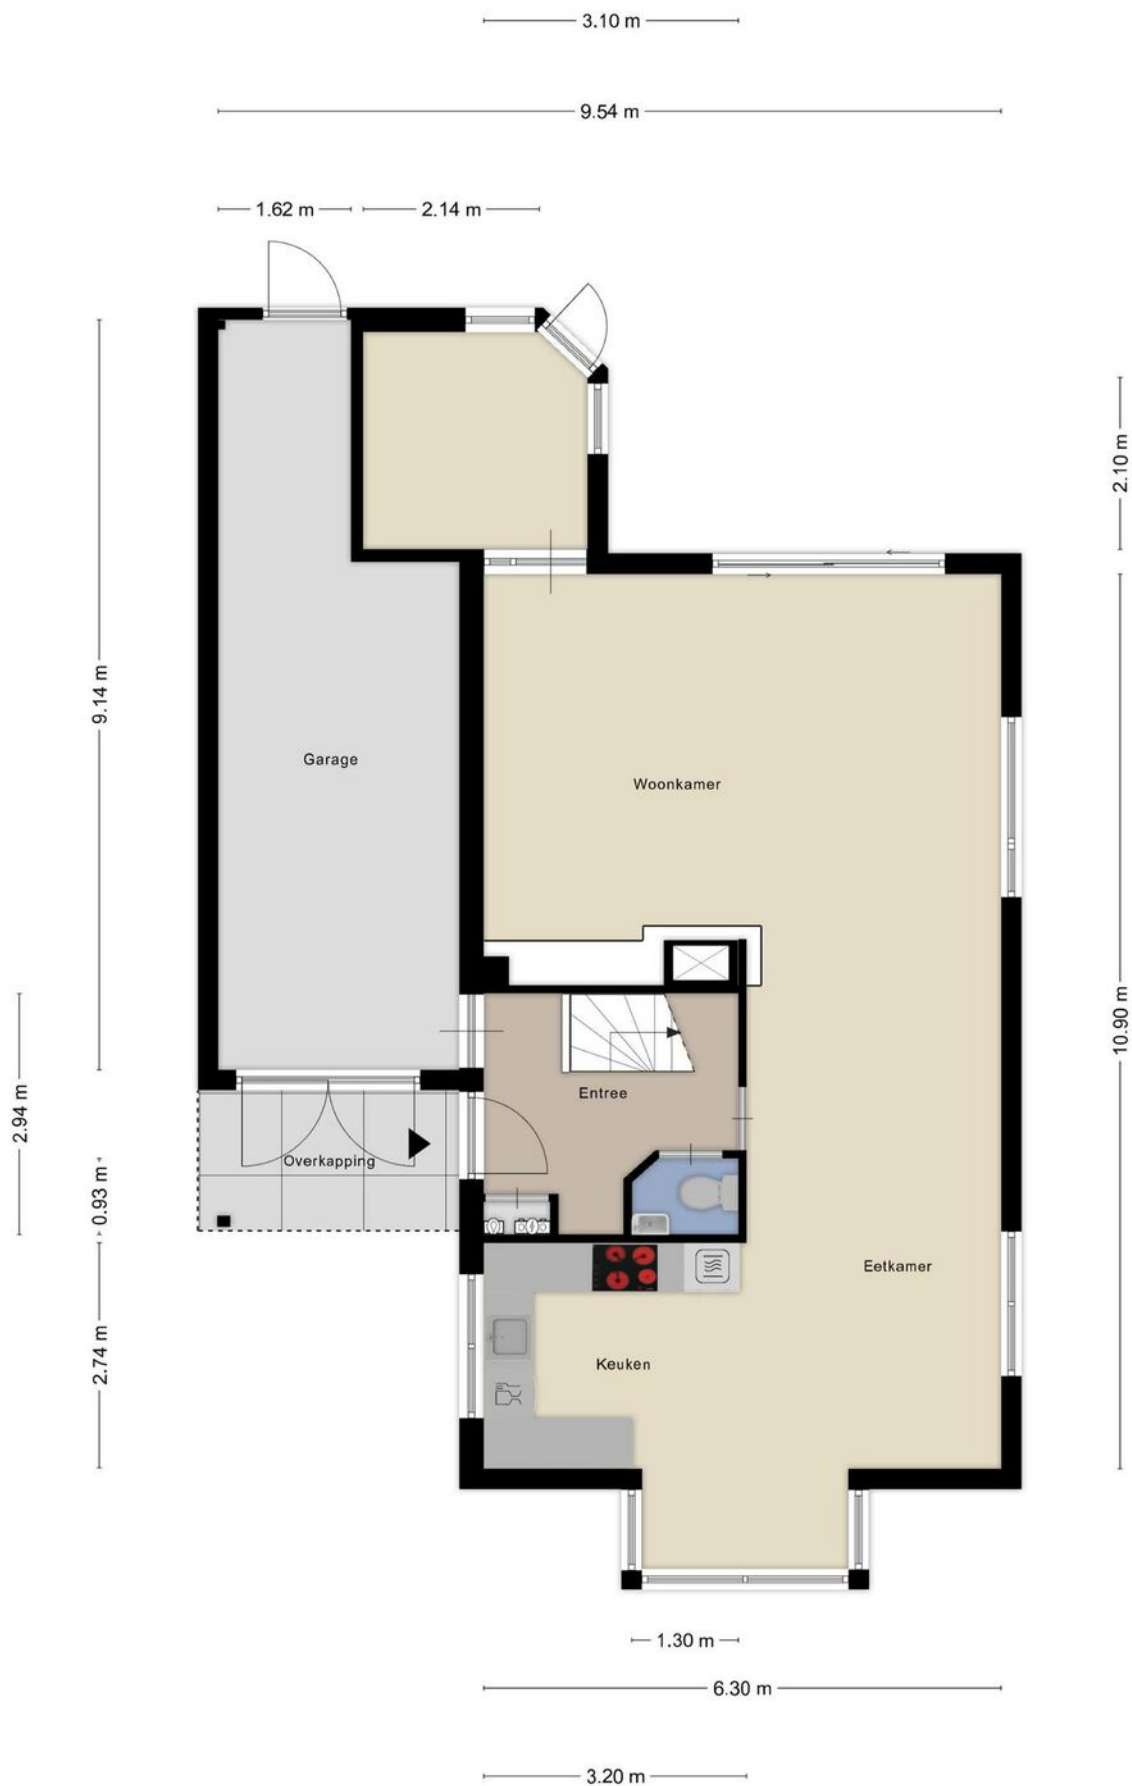 3.10 m
9.54 m
1.62 m
2.14 m
2.10 m
9.14 m
Garage
Woonkamer
10.90 m
2.94 m
Entree
Overkapping
0.93 m
Eetkamer
2.74 m
Keuken
1.30 m
6.30 m
3.20 m